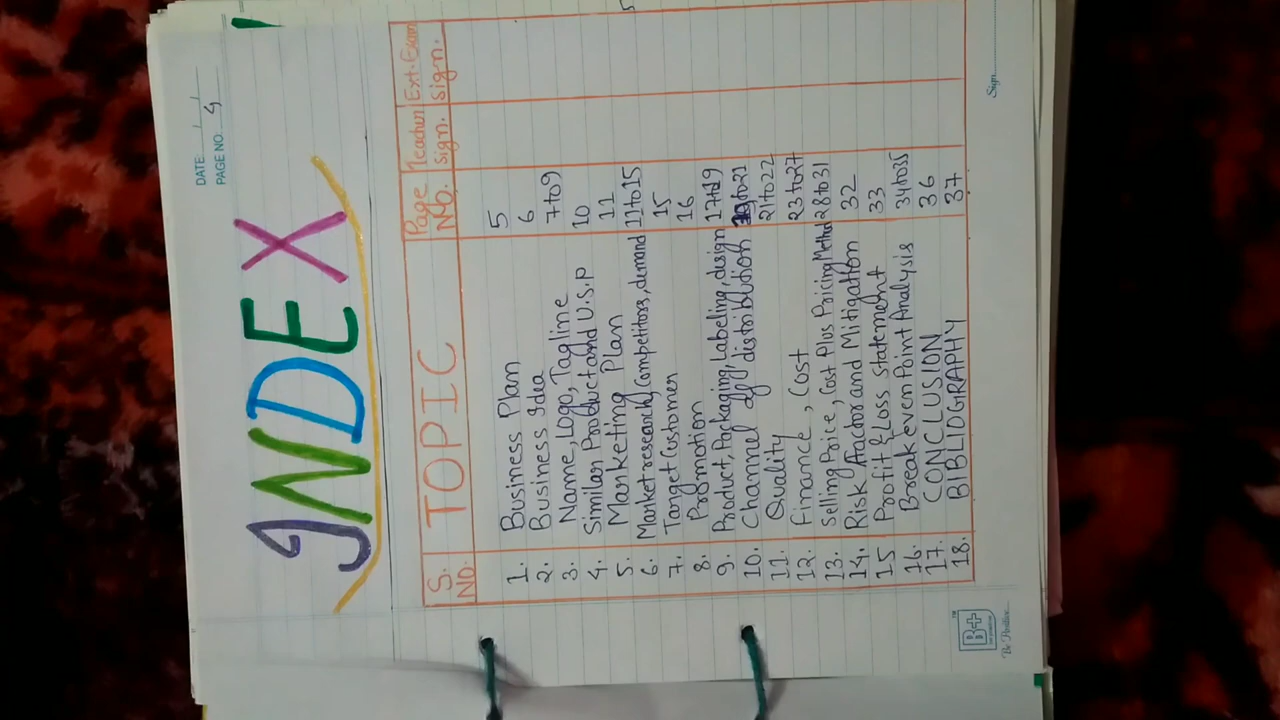 DATE / /
PAGE NO. 4
INDEX
S. NO. TOPIC Page No. Teacher Sign. Ext. Exam Sign.
1. Business Plan 5
2. Business Idea 6
3. Name, Logo, Tagline 7 to 9
4. Similar Product and U.S.P 10
5. Marketing Plan 11
6. Market research, Competitors, demand 11 to 15
7. Target Customer 15
8. Promotion 16
9. Product, Packaging, Labeling, design 17 to 19
10. Channel of distribution to 21
11. Quality 21 to 22
12. Finance, Cost 23 to 27
13. Selling Price, Cost Plus Pricing Method 28 to 31
14. Risk Factor and Mitigation 32
15 Profit & Loss statement 33
16. Break even Point Analysis 34 to 35
17. CONCLUSION 36
18. BIBLIOGRAPHY 37
B+
Be Positive
Sign